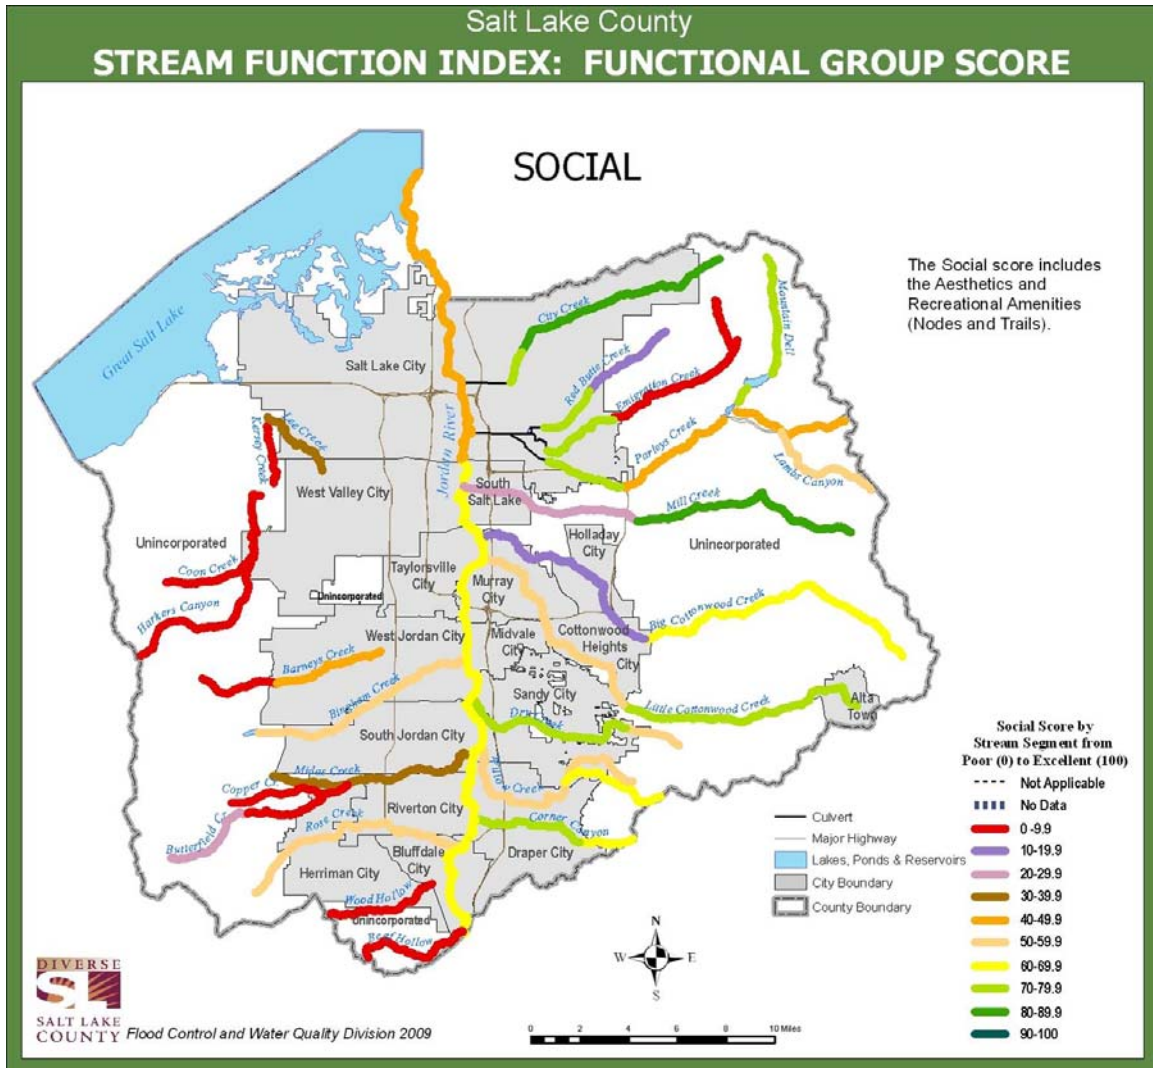 Salt Lake County
STREAM FUNCTION INDEX: FUNCTIONAL GROUP SCORE
SOCIAL
The Social score includes
the Aesthetics and
Recreational Amenities
(Nodes and Trails).
Great Salt Lake
City Creek
Mountain Dell
Salt Lake City
Red Butte Creek
Emigration Creek
Jordan River
Lee Creek
Kersey Creek
Parleys Creek
Lambs Canyon
West Valley City
South
Salt Lake
Mill Creek
Holladay
City
Unincorporated
Unincorporated
Coon Creek
Taylorsville
City
Murray
City
Unincorporated
Harkers Canyon
West Jordan City
Midvale
City
Cottonwood
Heights
City
Big Cottonwood Creek
Barneys Creek
Bingham Creek
Sandy City
Little Cottonwood Creek
Alta
Town
Dry Creek
South Jordan City
Midas Creek
Willow Creek
Copper Cr.
Riverton City
Butterfield Cr.
Rose Creek
Corner Canyon
Bluffdale
City
Draper City
Herriman City
Wood Hollow
Unincorporated
Beef Hollow
Culvert
Major Highway
Lakes, Ponds & Reservoirs
City Boundary
County Boundary
Social Score by
Stream Segment from
Poor (0) to Excellent (100)
Not Applicable
No Data
0 -9.9
10-19.9
20-29.9
30-39.9
40-49.9
50-59.9
60-69.9
70-79.9
80-89.9
90-100
N
W E
S
0 2 4 6 8 10 Miles
DIVERSE
SL
SALT LAKE
COUNTY
Flood Control and Water Quality Division 2009